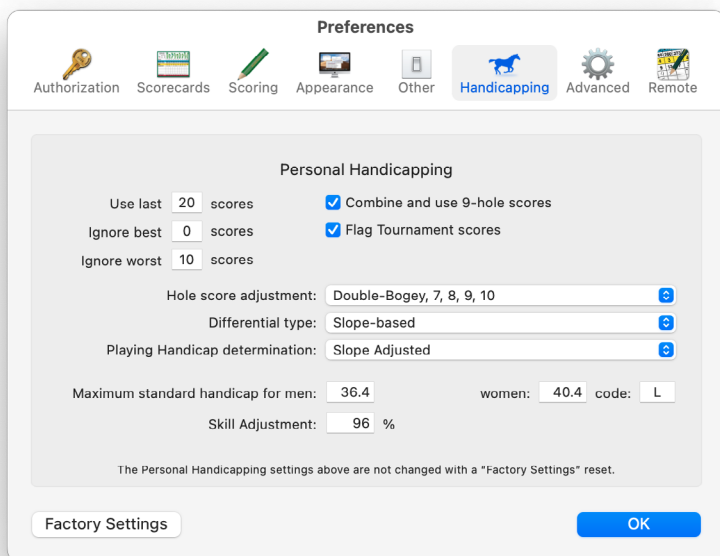 Preferences
Authorization Scorecards Scoring Appearance Other Handicapping Advanced Remote
Personal Handicapping
Use last 20 scores Combine and use 9-hole scores
Ignore best 0 scores Flag Tournament scores
Ignore worst 10 scores
Hole score adjustment: Double-Bogey, 7, 8, 9, 10
Differential type: Slope-based
Playing Handicap determination: Slope Adjusted
Maximum standard handicap for men: 36.4 women: 40.4 code: L
Skill Adjustment: 96 %
The Personal Handicapping settings above are not changed with a "Factory Settings" reset.
Factory Settings OK